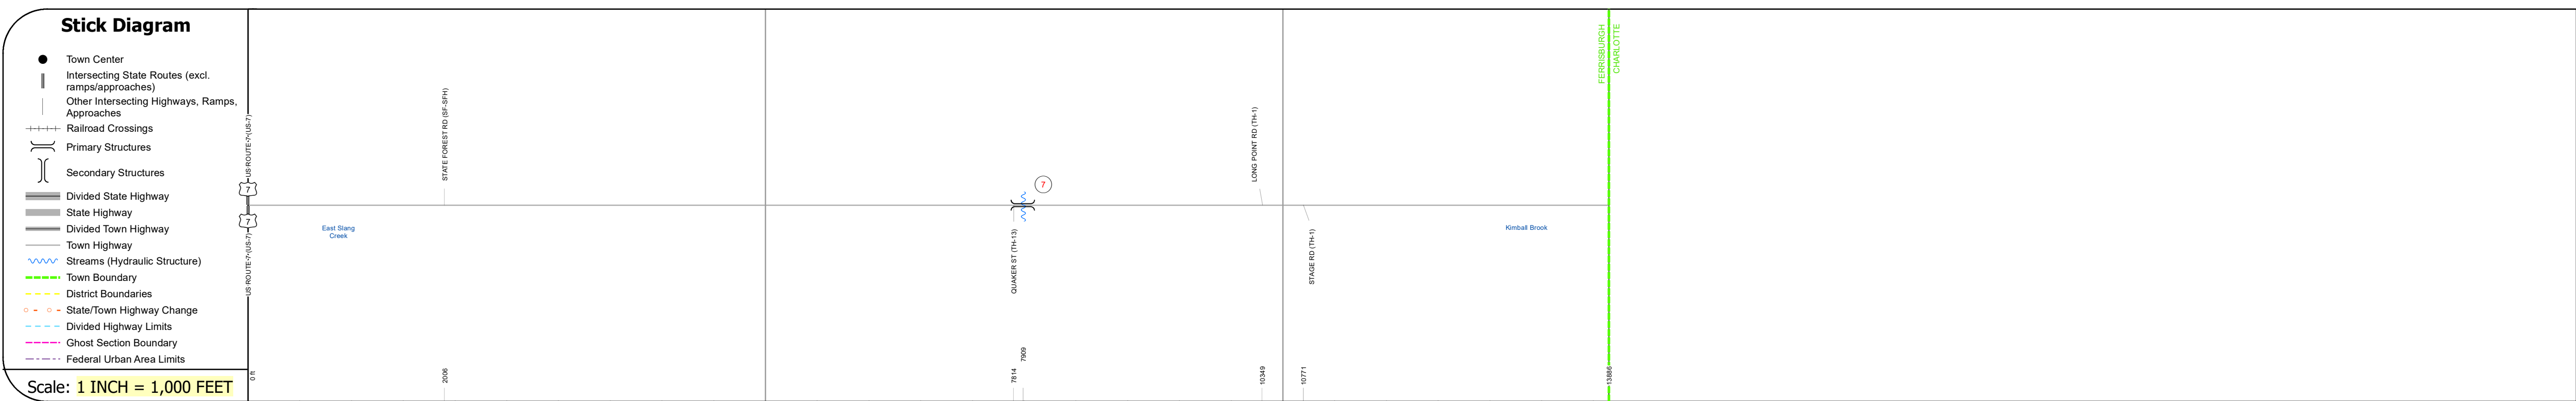 Stick Diagram
Town Center
Intersecting State Routes (excl.
ramps/approaches)
Other Intersecting Highways, Ramps,
Approaches
Railroad Crossings
Primary Structures
Secondary Structures
Divided State Highway
State Highway
Divided Town Highway
Town Highway
Streams (Hydraulic Structure)
Town Boundary
District Boundaries
State/Town Highway Change
Divided Highway Limits
Ghost Section Boundary
Federal Urban Area Limits
Scale: 1 INCH = 1,000 FEET
US ROUTE-7-(US-7)
7
7
US ROUTE-7-(US-7)
0 ft
STATE FOREST RD (SF-SFH)
East Slang
Creek
2006
7
QUAKER ST (TH-13)
7814
7909
LONG POINT RD (TH-1)
10349
STAGE RD (TH-1)
10771
Kimball Brook
FERRISBURGH
CHARLOTTE
13886